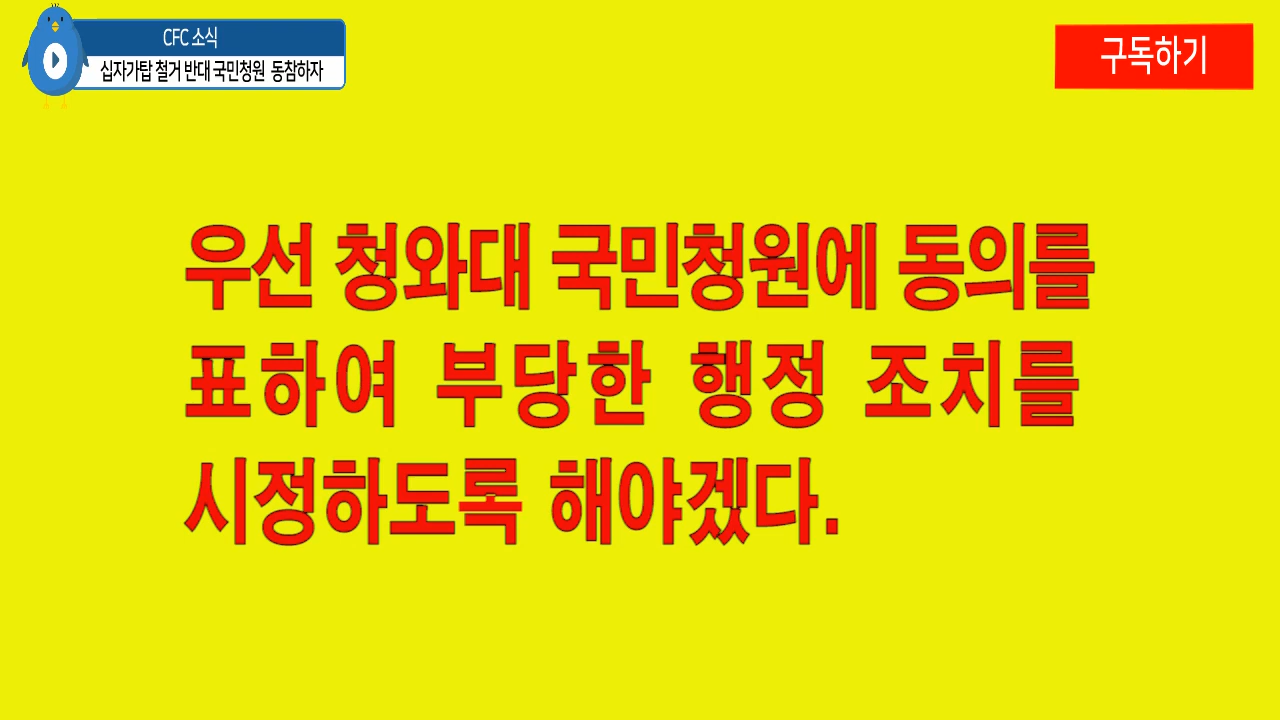 CFC 소식
십자가탑 철거 반대 국민청원 동참하자
구독하기
우선 청와대 국민청원에 동의를
표하여 부당한 행정 조치를
시정하도록 해야겠다.